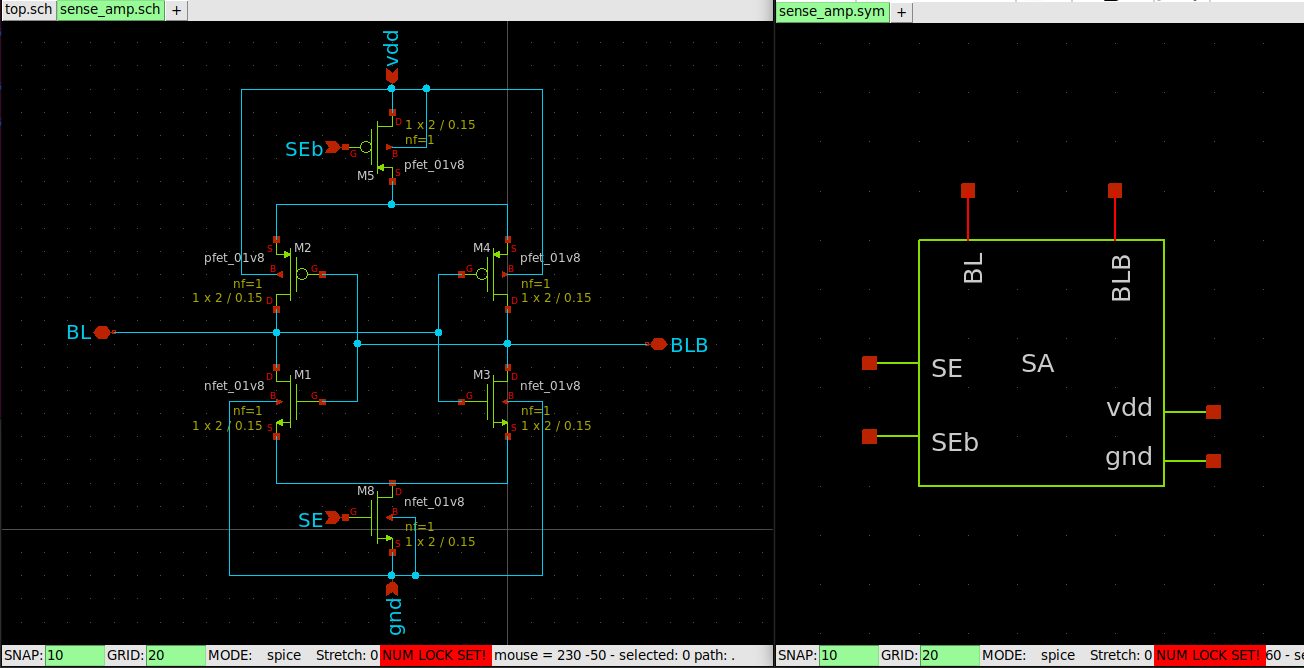 top.sch sense_amp.sch +
vdd
D
1 x 2 / 0.15
nf=1
SEb
G
B
pfet_01v8
M5
S
S
M2
pfet_01v8
B
G
nf=1
1 x 2 / 0.15
D
M4
S
pfet_01v8
G
B
nf=1
D
1 x 2 / 0.15
BL
BLB
D
M1
nfet_01v8
B
G
nf=1
1 x 2 / 0.15
S
M3
D
nfet_01v8
G
B
nf=1
1 x 2 / 0.15
S
M8
D
nfet_01v8
SE
G
B
nf=1
1 x 2 / 0.15
S
gnd
SNAP: 10 GRID: 20 MODE: spice Stretch: 0 NUM LOCK SET! mouse = 230 -50 - selected: 0 path: .
sense_amp.sym +
BL
BLB
SE
SA
vdd
SEb
gnd
SNAP: 10 GRID: 20 MODE: spice Stretch: 0 NUM LOCK SET! 60 - se